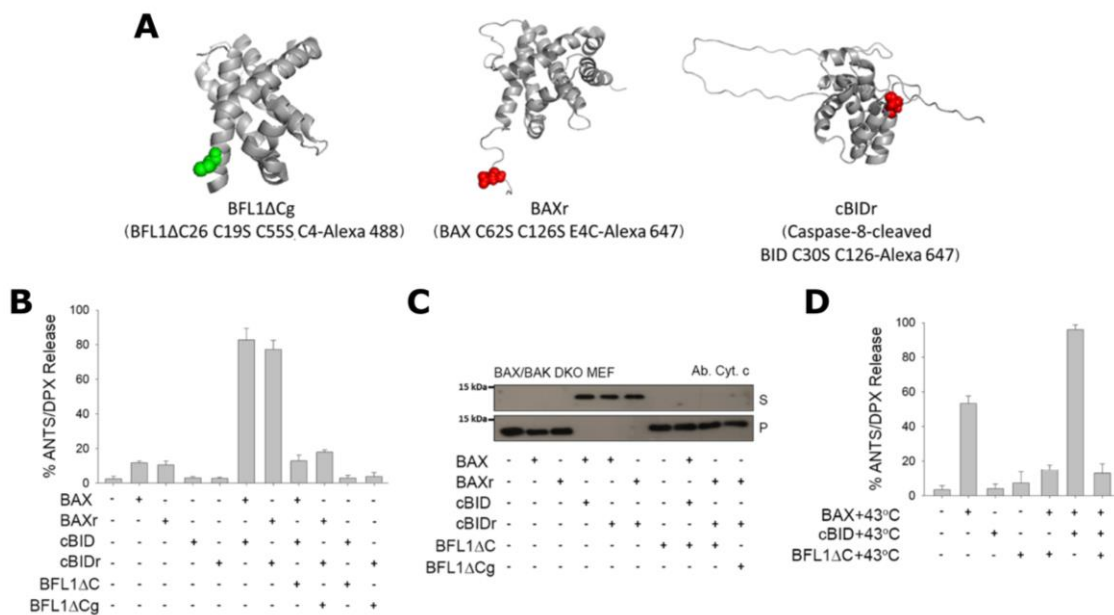 A
BFL1ΔCg
(BFL1ΔC26 C19S C55S C4-Alexa 488)
BAXr
(BAX C62S C126S E4C-Alexa 647)
cBIDr
(Caspase-8-cleaved
BID C30S C126-Alexa 647)
B
% ANTS/DPX Release
100
80
60
40
20
0
BAX - + - - - + - + - - -
BAXr - - + - - - + - + - -
cBID - - - + - + - + - + -
cBIDr - - - - + - + - + - +
BFL1ΔC - - - - - - - + - + -
BFL1ΔCg - - - - - - - - + - +
C
BAX/BAK DKO MEF Ab. Cyt. c
15 kDa
S
15 kDa
P
BAX - + - + + - - + - -
BAXr - - + - - + - - + +
cBID - - - + - - - + - -
cBIDr - - - - + + - - + +
BFL1ΔC - - - - - - + + + -
BFL1ΔCg - - - - - - - - - +
D
% ANTS/DPX Release
100
80
60
40
20
0
BAX+43°C - + - - + + +
cBID+43°C - - + - - + +
BFL1ΔC+43°C - - - + + - +